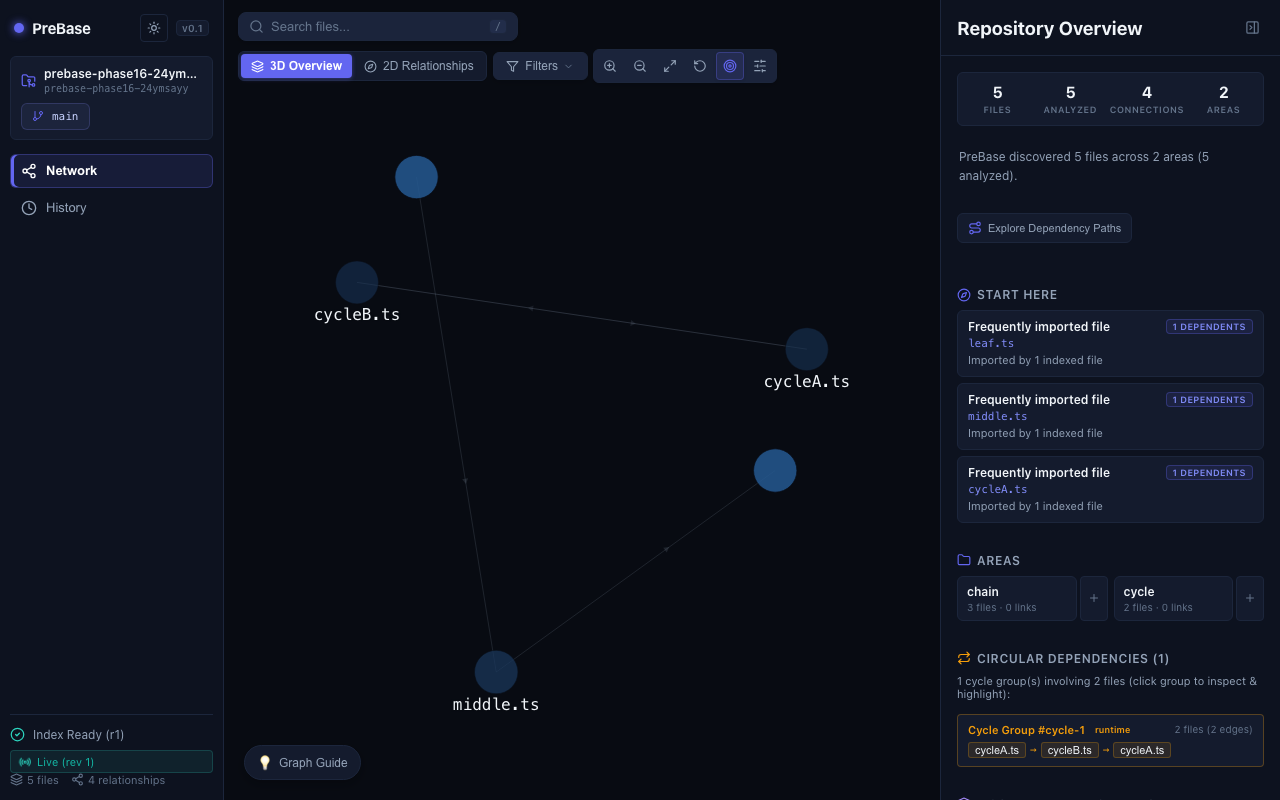 PreBase
v0.1
prebase-phase16-24ym...
prebase-phase16-24ymsayy
main
Network
History
Index Ready (r1)
Live (rev 1)
5 files
4 relationships
Search files...
/
3D Overview
2D Relationships
Filters
cycleB.ts
cycleA.ts
middle.ts
Graph Guide
Repository Overview
5
FILES
5
ANALYZED
4
CONNECTIONS
2
AREAS
PreBase discovered 5 files across 2 areas (5
analyzed).
Explore Dependency Paths
START HERE
Frequently imported file
1 DEPENDENTS
leaf.ts
Imported by 1 indexed file
Frequently imported file
1 DEPENDENTS
middle.ts
Imported by 1 indexed file
Frequently imported file
1 DEPENDENTS
cycleA.ts
Imported by 1 indexed file
AREAS
chain
3 files · 0 links
+
cycle
2 files · 0 links
+
CIRCULAR DEPENDENCIES (1)
1 cycle group(s) involving 2 files (click group to inspect &
highlight):
Cycle Group #cycle-1
runtime
2 files (2 edges)
cycleA.ts → cycleB.ts → cycleA.ts